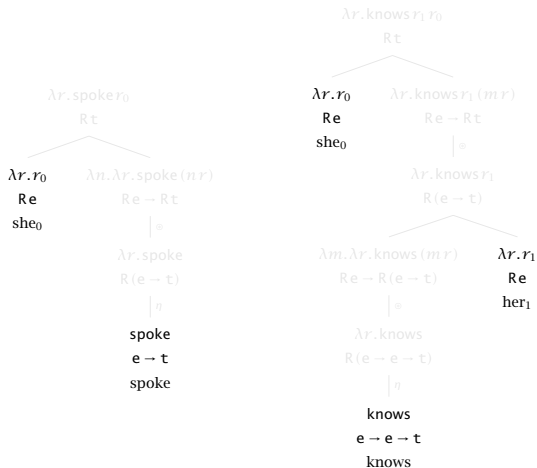 λr.spoke r₀
Rt
λr.r₀
Re
she₀
λn.λr.spoke (n r)
Re → Rt
⊛
λr.spoke
R(e → t)
η
spoke
e → t
spoke
λr.knows r₁ r₀
Rt
λr.r₀
Re
she₀
λr.knows r₁ (m r)
Re → Rt
⊛
λr.knows r₁
R(e → t)
λm.λr.knows (m r)
Re → R(e → t)
⊛
λr.knows
R(e → e → t)
η
knows
e → e → t
knows
λr.r₁
Re
her₁